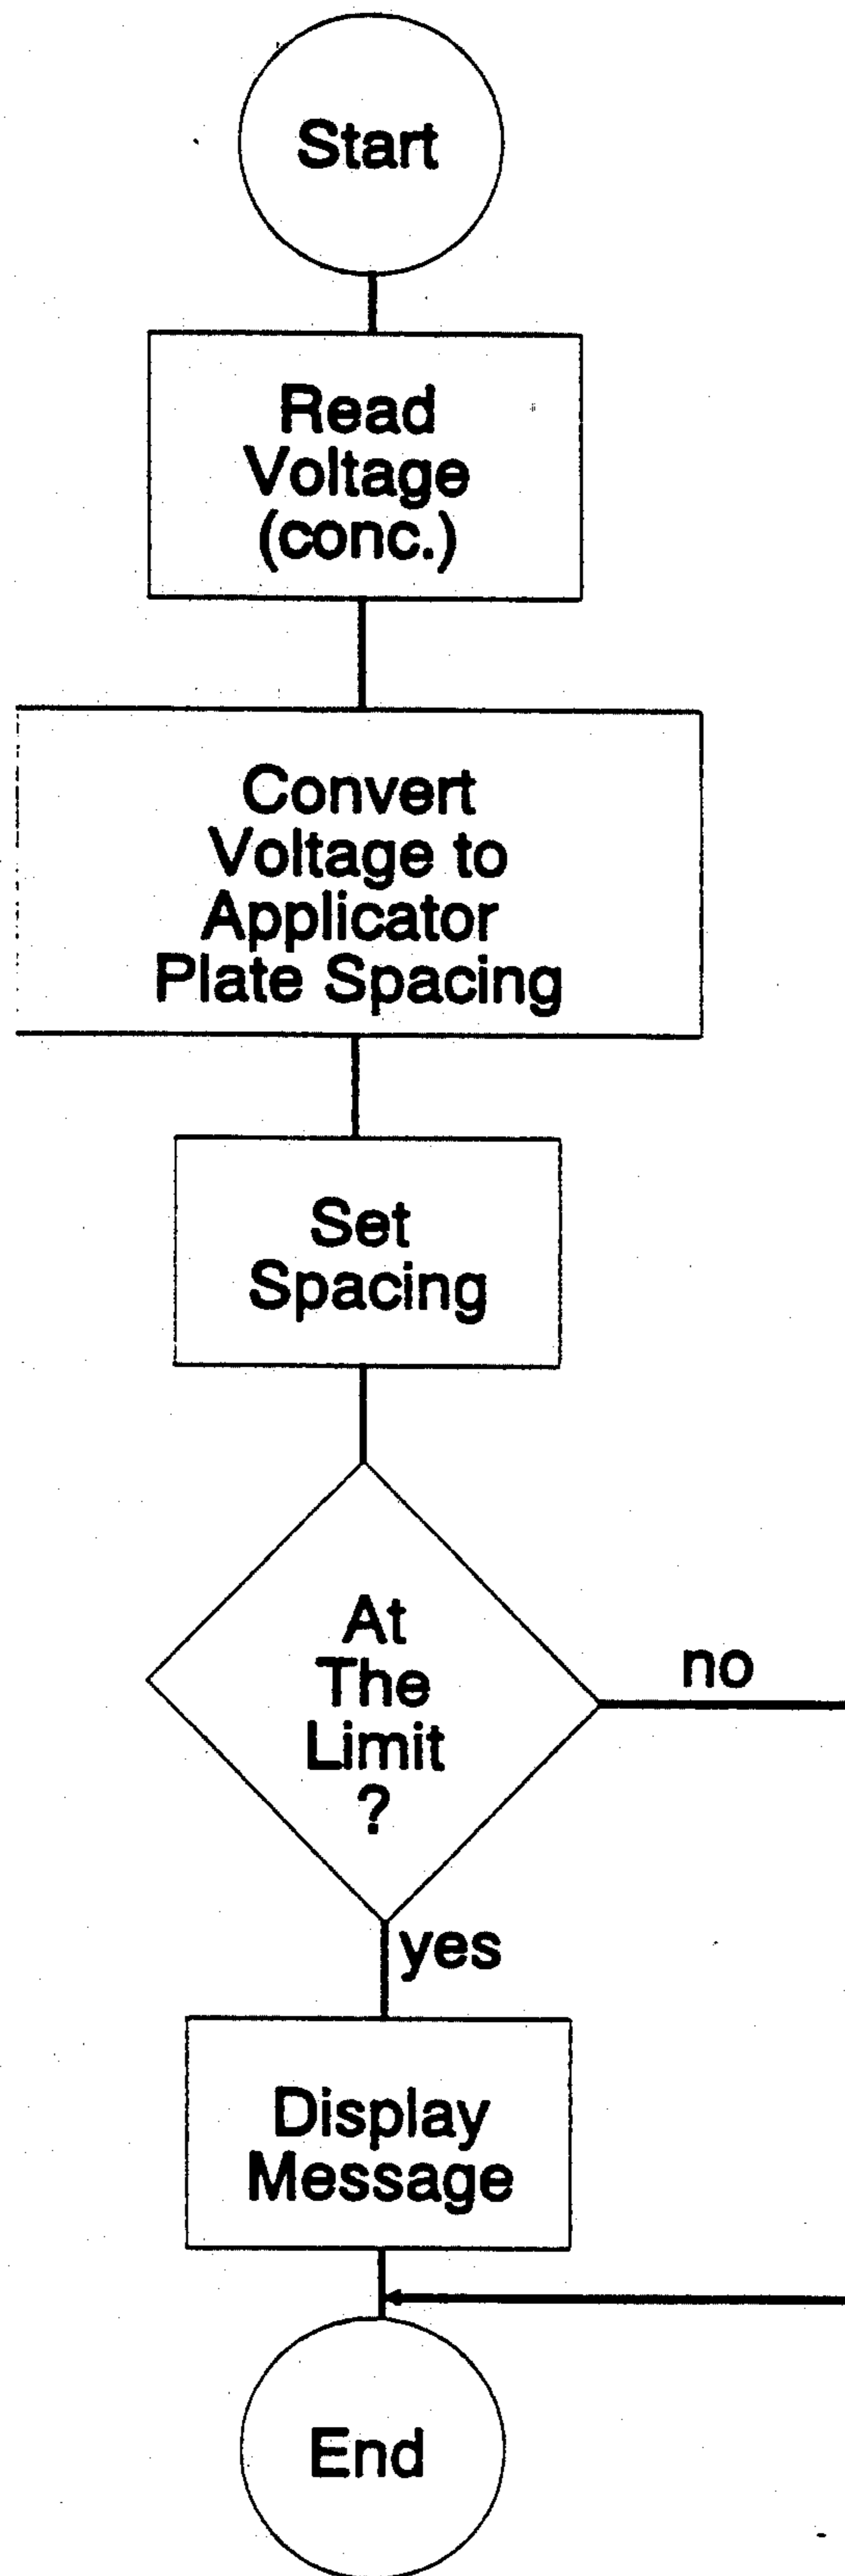 Start
Read
Voltage
(conc.)
Convert
Voltage to
Applicator
Plate Spacing
Set
Spacing
At
The
Limit
?
no
yes
Display
Message
End